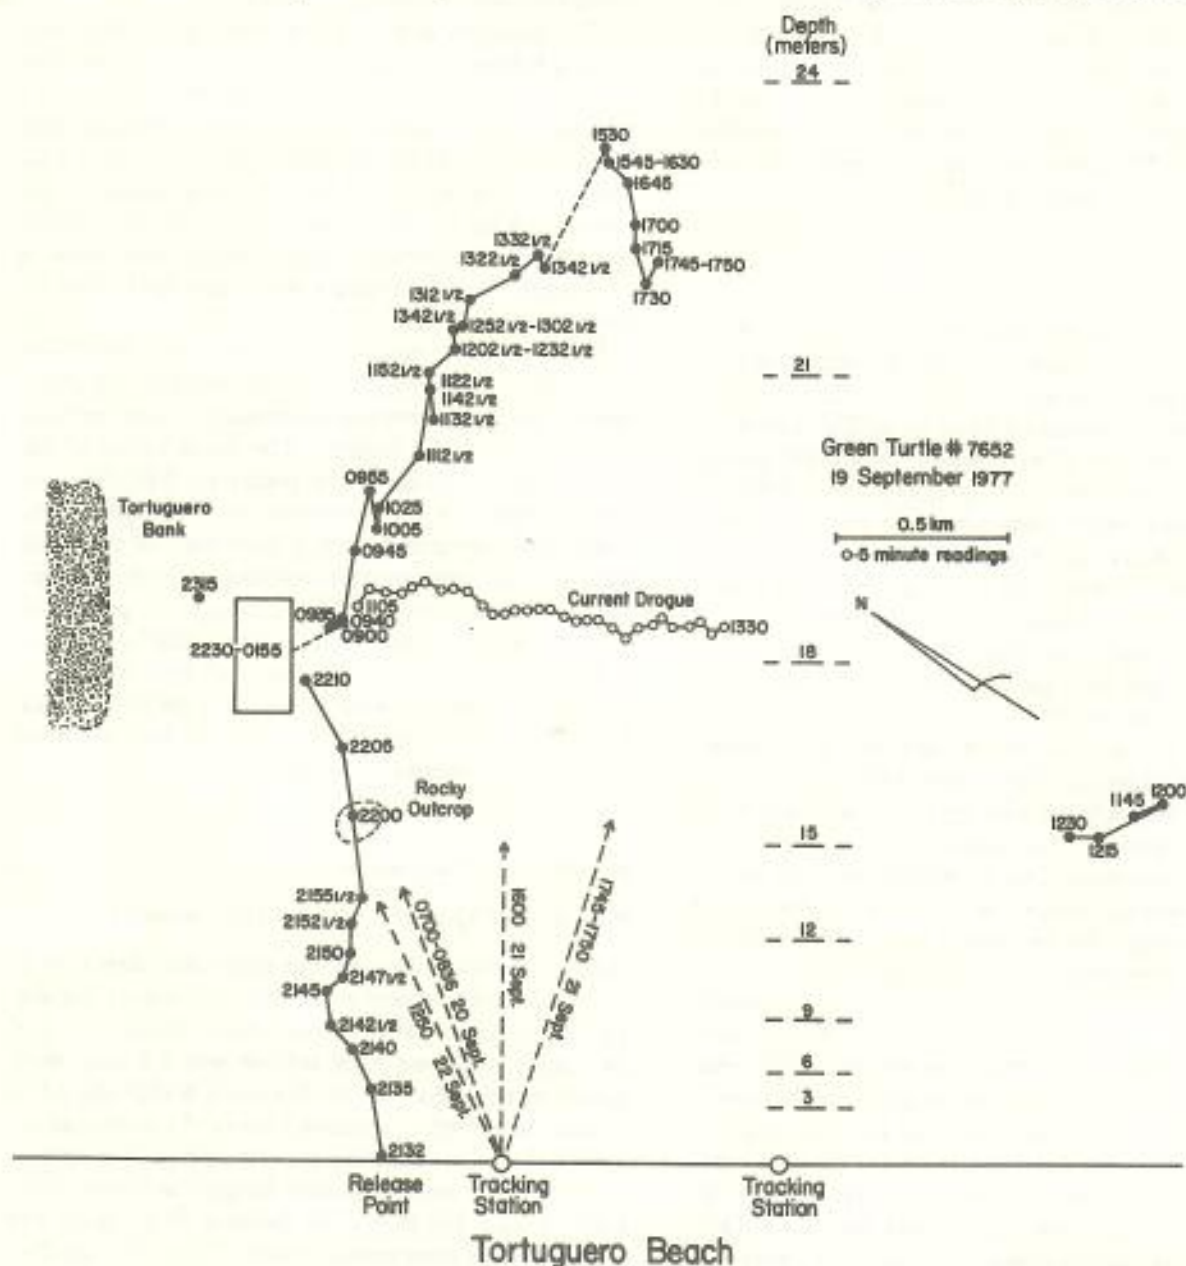 Depth
(meters)
24
1530
1545-1630
1645
1700
1715
1745-1750
1730
1332 1/2
1322 1/2
1342 1/2
1312 1/2
1342 1/2
1252 1/2-1302 1/2
1202 1/2-1232 1/2
1152 1/2
1122 1/2
1142 1/2
1132 1/2
21
1112 1/2
Green Turtle # 7652
19 September 1977
0955
1025
1005
Tortuguero
Bank
0.5 km
O-5 minute readings
0945
2315
1105
Current Drogue
0935
0940
0900
1330
N
2230-0155
18
2210
2205
Rocky
Outcrop
2200
1200
1145
1230
1215
15
2155 1/2
2152 1/2
2150
2147 1/2
2145
2142 1/2
2140
2135
2132
0700-0836 20 Sept.
1250 22 Sept.
1600 21 Sept.
1745-1750 21 Sept.
12
9
6
3
Release
Point
Tracking
Station
Tracking
Station
Tortuguero Beach